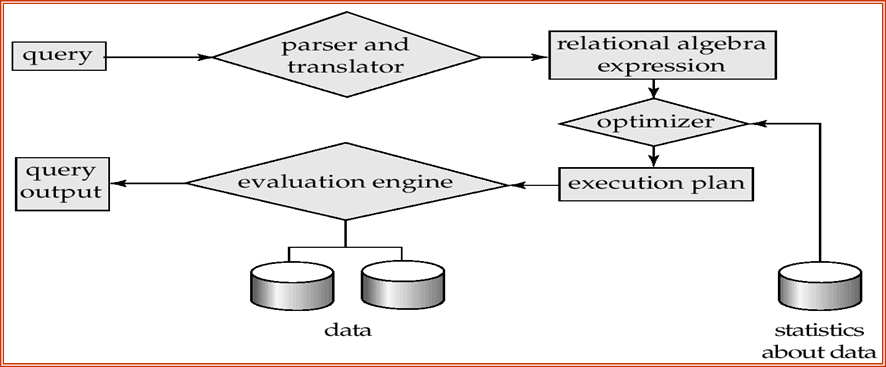 query
parser and
translator
relational algebra
expression
optimizer
query
output
evaluation engine
execution plan
data
statistics
about data